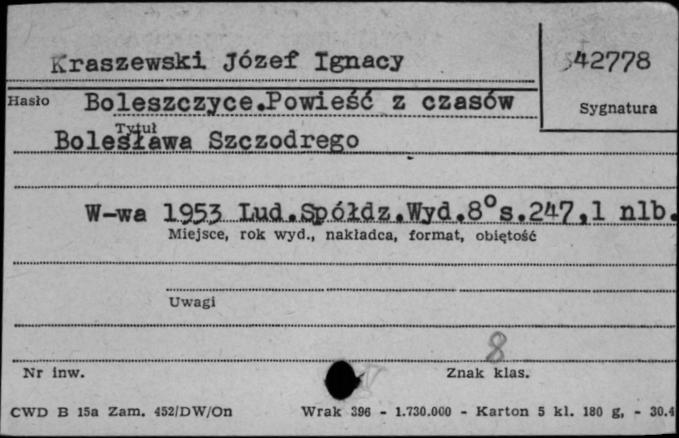 Kraszewski Józef Ignacy
42778
Hasło
Sygnatura
Boleszczyce.Powieść z czasów
Tytuł
Bolesława Szczodrego
W-wa 1953 Lud.Spółdz.Wyd.8°s.247,1 nlb.
Miejsce, rok wyd., nakładca, format, objętość
Uwagi
8
Nr inw.
Znak klas.
CWD B 15a Zam. 452/DW/On
Wrak 396 - 1.730.000 - Karton 5 kl. 180 g, - 30.4